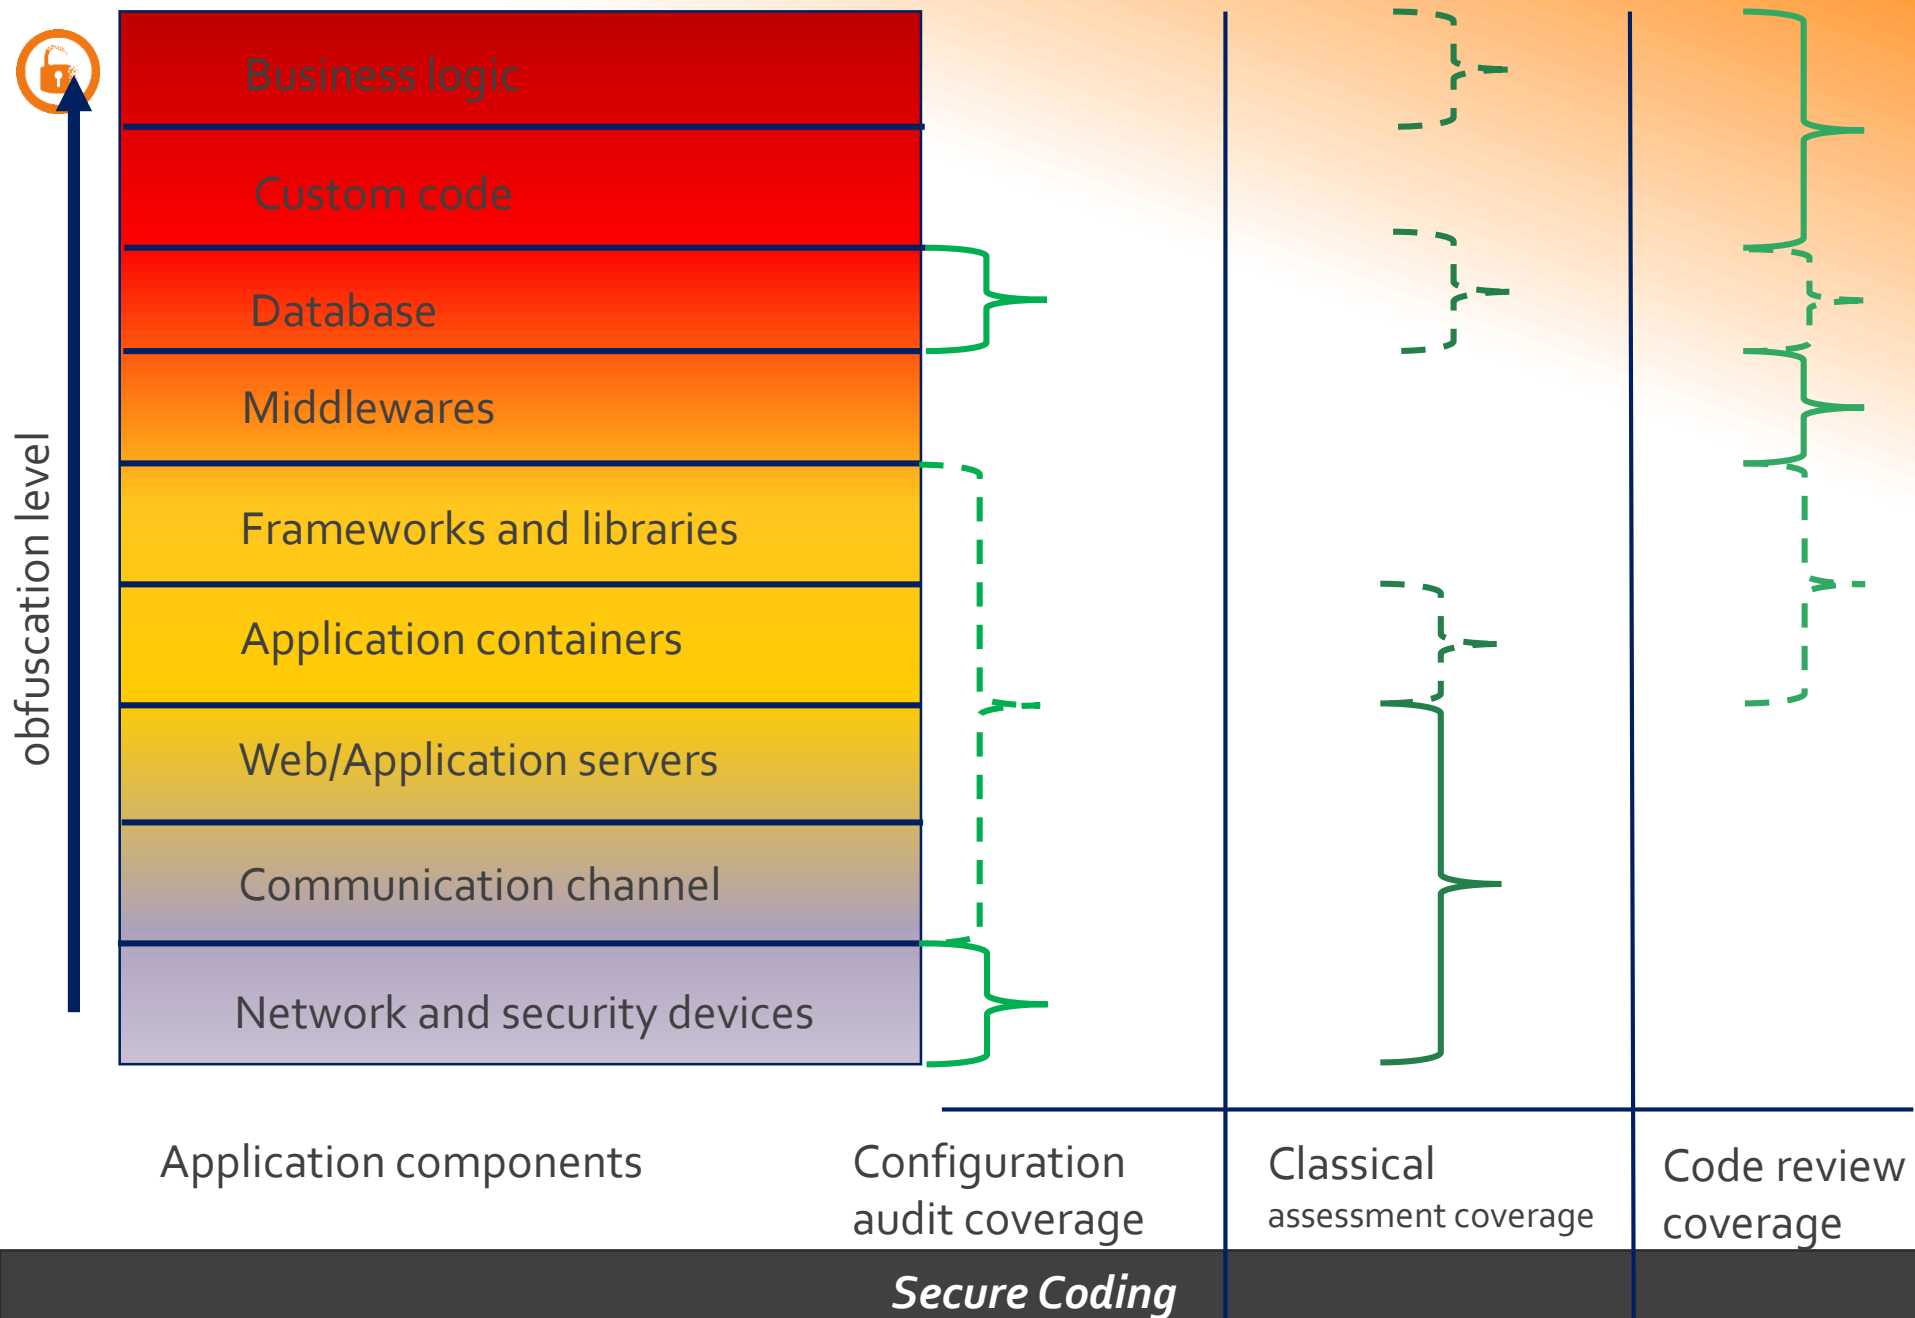 Business logic
Custom code
Database
Middlewares
Frameworks and libraries
Application containers
Web/Application servers
Communication channel
Network and security devices
obfuscation level
Application components
Configuration
audit coverage
Classical
assessment coverage
Code review
coverage
Secure Coding